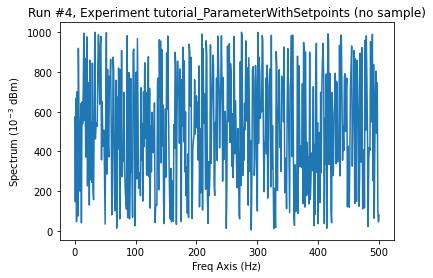 Run #4, Experiment tutorial_ParameterWithSetpoints (no sample)
Spectrum (10⁻³ dBm)
1000
800
600
400
200
0
0 100 200 300 400 500
Freq Axis (Hz)